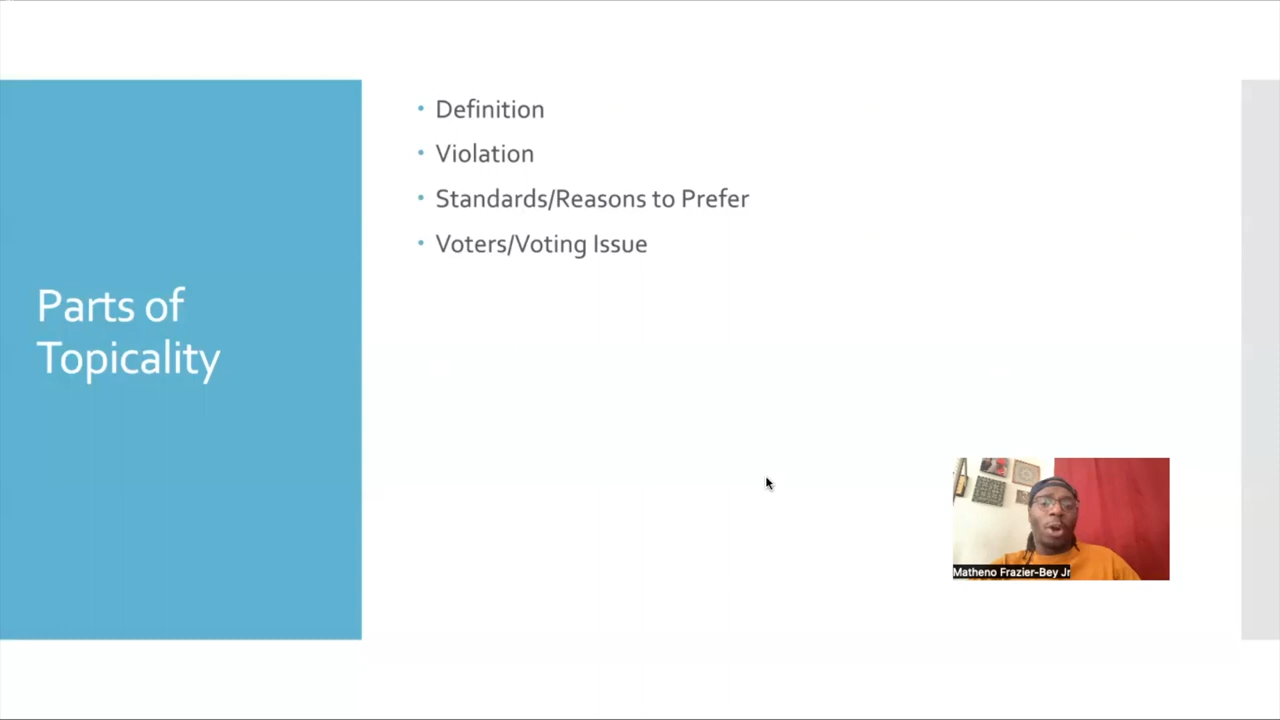 Parts of
Topicality
Definition
Violation
Standards/Reasons to Prefer
Voters/Voting Issue
Matheno Frazier-Bey Jr